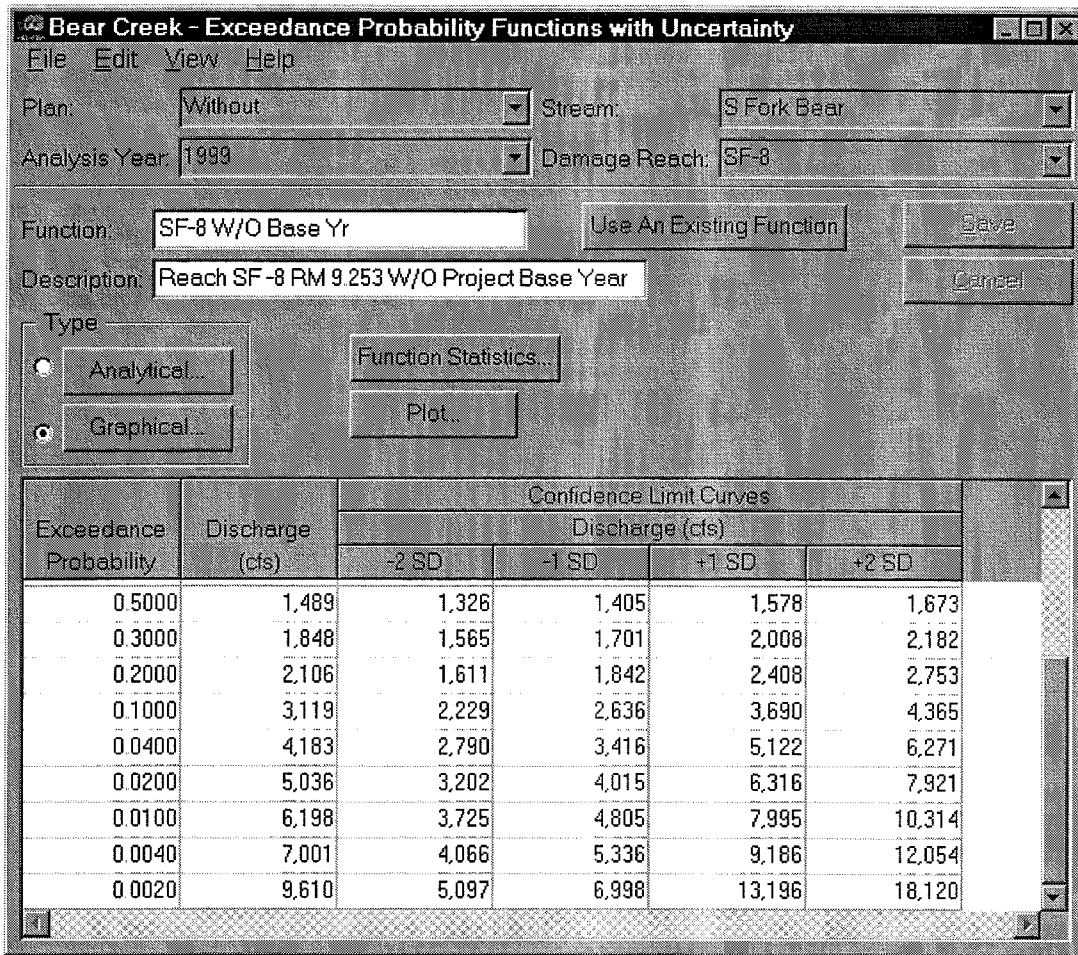 Bear Creek - Exceedance Probability Functions with Uncertainty
File Edit View Help
Plan: Without Stream: S Fork Bear
Analysis Year: 1999 Damage Reach: SF-8
Function: SF-8 W/O Base Yr Use An Existing Function Save
Description: Reach SF-8 RM 9.253 W/O Project Base Year Cancel
Type
Analytical... Function Statistics...
Graphical... Plot...
Confidence Limit Curves
Exceedance Discharge Discharge (cfs)
Probability (cfs) -2 SD -1 SD +1 SD +2 SD
0.5000 1,489 1,326 1,405 1,578 1,673
0.3000 1,848 1,565 1,701 2,008 2,182
0.2000 2,106 1,611 1,842 2,408 2,753
0.1000 3,119 2,229 2,636 3,690 4,365
0.0400 4,183 2,790 3,416 5,122 6,271
0.0200 5,036 3,202 4,015 6,316 7,921
0.0100 6,198 3,725 4,805 7,995 10,314
0.0040 7,001 4,066 5,336 9,186 12,054
0.0020 9,610 5,097 6,998 13,196 18,120